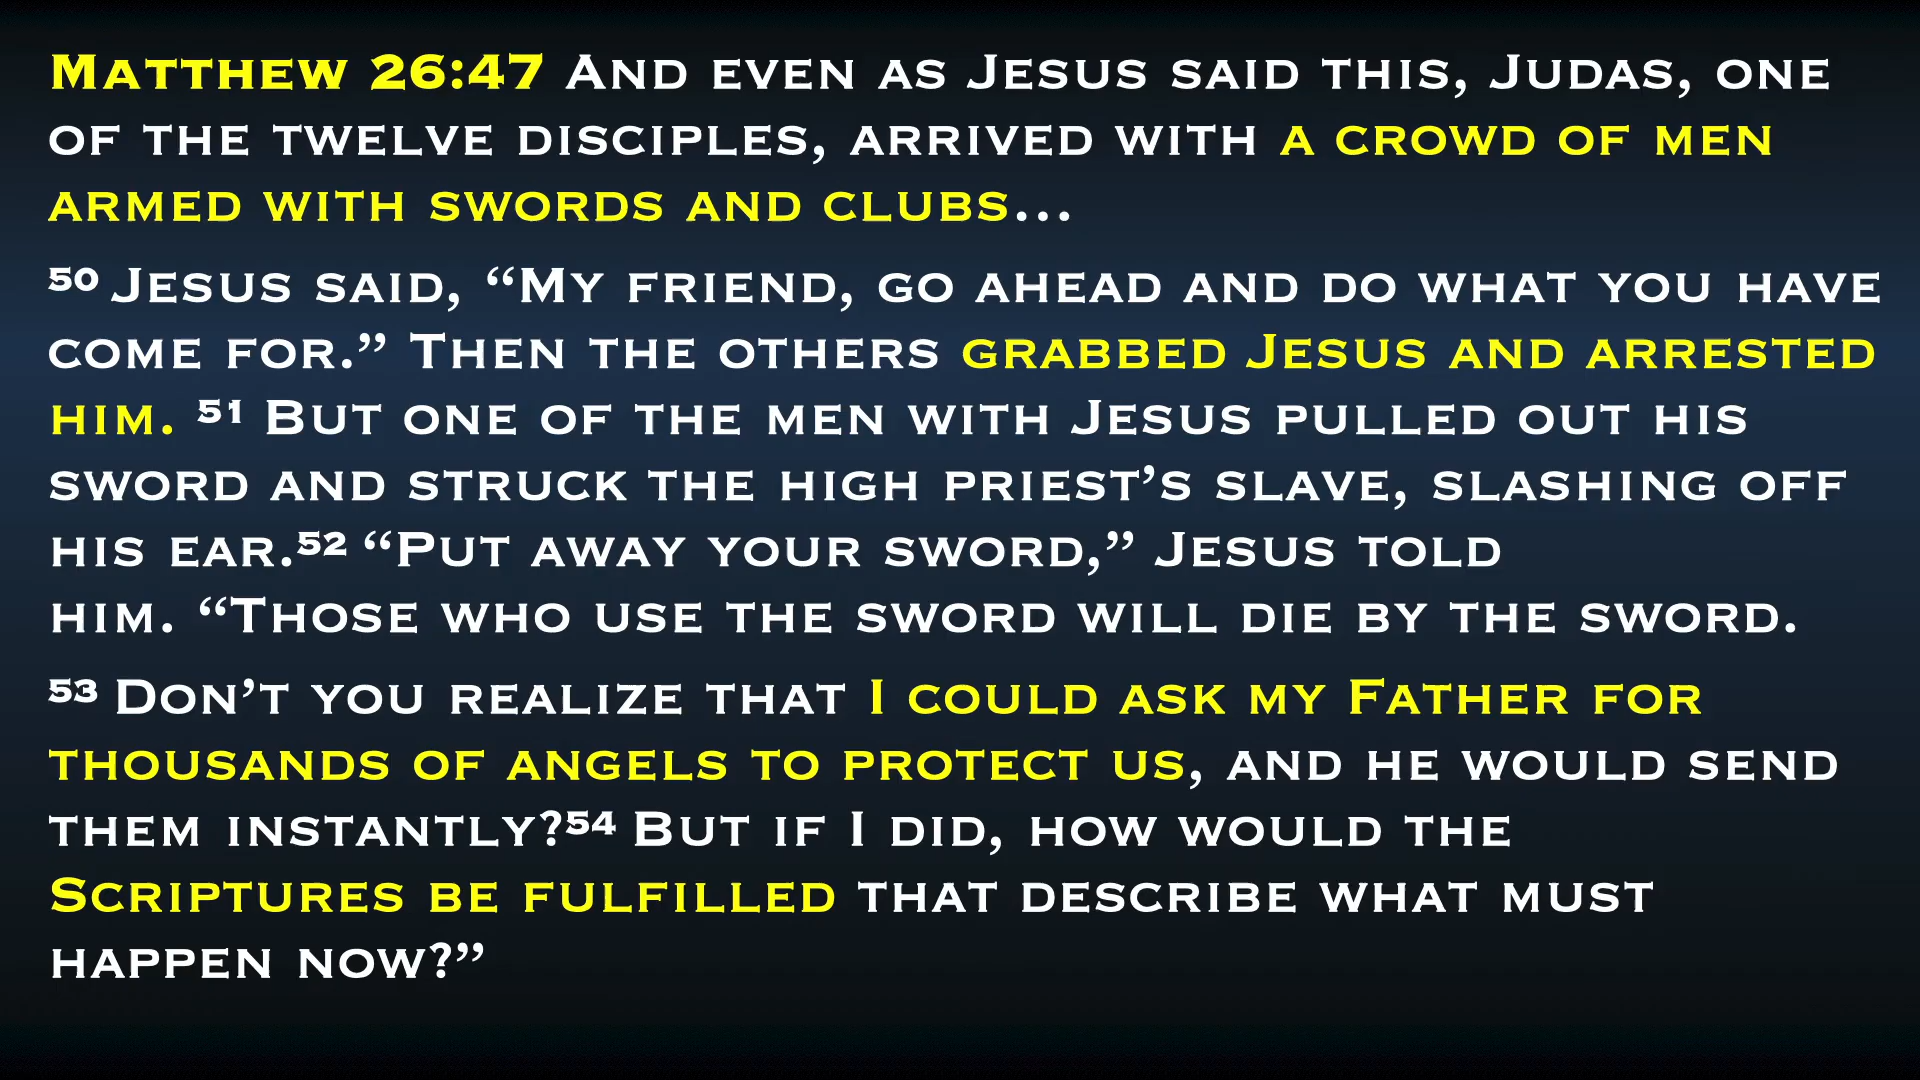 Matthew 26:47 And even as Jesus said this, Judas, one
of the twelve disciples, arrived with a crowd of men
armed with swords and clubs…
50 Jesus said, “My friend, go ahead and do what you have
come for.” Then the others grabbed Jesus and arrested
him. 51 But one of the men with Jesus pulled out his
sword and struck the high priest’s slave, slashing off
his ear.52 “Put away your sword,” Jesus told
him. “Those who use the sword will die by the sword.
53 Don’t you realize that I could ask my Father for
thousands of angels to protect us, and he would send
them instantly?54 But if I did, how would the
Scriptures be fulfilled that describe what must
happen now?”